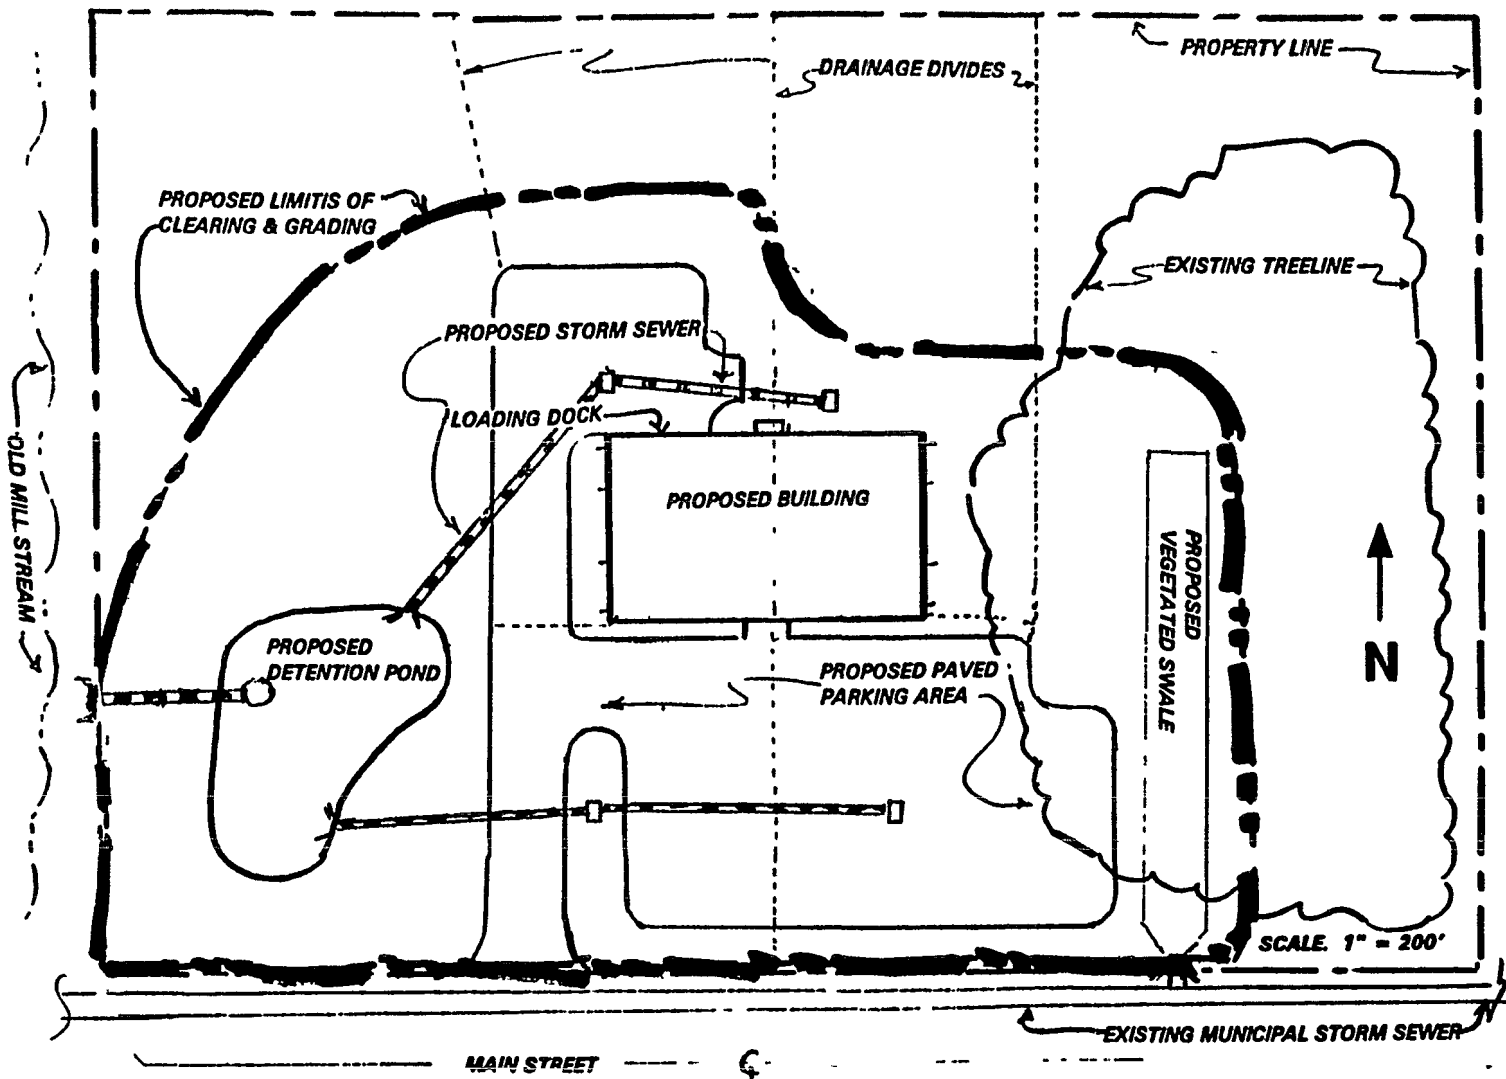 PROPERTY LINE
DRAINAGE DIVIDES
PROPOSED LIMITIS OF
CLEARING & GRADING
EXISTING TREELINE
PROPOSED STORM SEWER
LOADING DOCK
PROPOSED BUILDING
OLD MILL STREAM
PROPOSED
VEGETATED SWALE
N
PROPOSED
DETENTION POND
PROPOSED PAVED
PARKING AREA
SCALE. 1" = 200'
EXISTING MUNICIPAL STORM SEWER
MAIN STREET